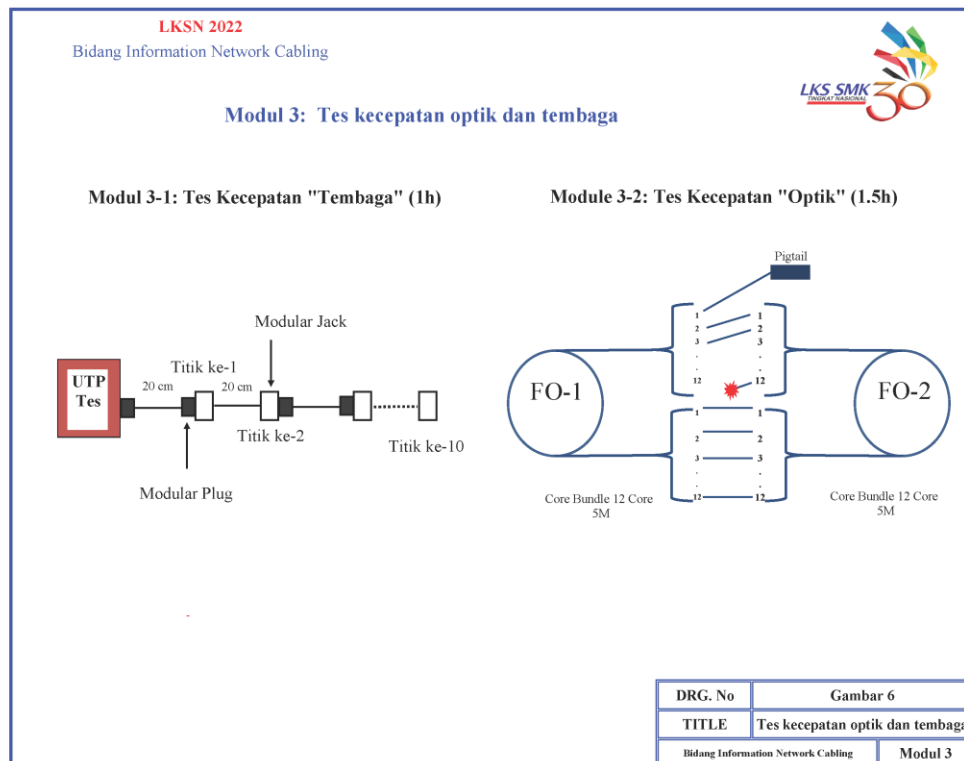 LKSN 2022
Bidang Information Network Cabling
LKS SMK
TINGKAT NASIONAL
30
Modul 3: Tes kecepatan optik dan tembaga
Modul 3-1: Tes Kecepatan "Tembaga" (1h)
UTP
Tes
20 cm
Titik ke-1
20 cm
Modular Jack
Titik ke-2
Titik ke-10
Modular Plug
Module 3-2: Tes Kecepatan "Optik" (1.5h)
Pigtail
FO-1
FO-2
1 1
2 2
3 3
. .
. .
12 12
1 1
2 2
3 3
. .
. .
12 12
Core Bundle 12 Core
5M
Core Bundle 12 Core
5M
DRG. No Gambar 6
TITLE Tes kecepatan optik dan tembaga
Bidang Information Network Cabling Modul 3